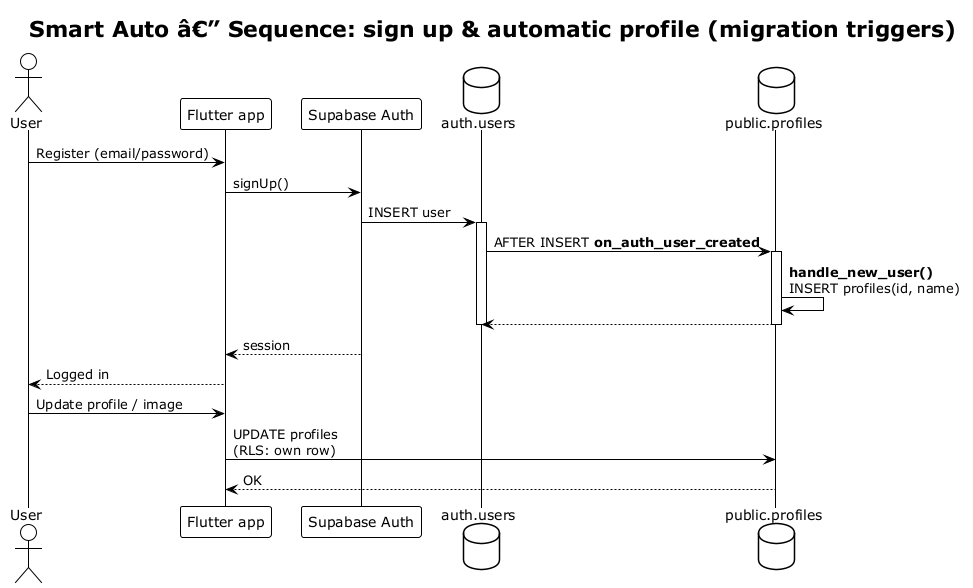 Smart Auto â€” Sequence: sign up & automatic profile (migration triggers)
User
Flutter app
Supabase Auth
auth.users
public.profiles
Register (email/password)
signUp()
INSERT user
AFTER INSERT on_auth_user_created
handle_new_user()
INSERT profiles(id, name)
session
Logged in
Update profile / image
UPDATE profiles
(RLS: own row)
OK
User
Flutter app
Supabase Auth
auth.users
public.profiles